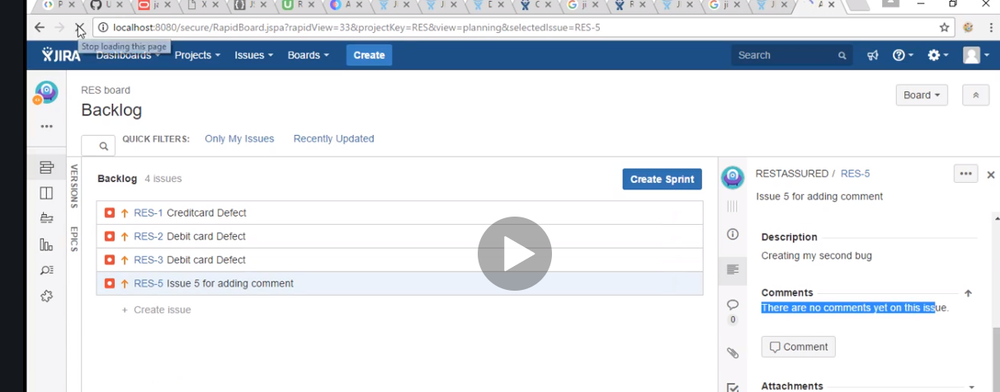 localhost:8080/secure/RapidBoard.jspa?rapidView=33&projectKey=RES&view=planning&selectedIssue=RES-5
Stop loading this page
JIRA Dashboards Projects Issues Boards Create Search
RES board
Backlog
Board
QUICK FILTERS: Only My Issues Recently Updated
VERSIONS
EPICS
Backlog 4 issues
Create Sprint
RES-1 Creditcard Defect
RES-2 Debit card Defect
RES-3 Debit card Defect
RES-5 Issue 5 for adding comment
+ Create issue
RESTASSURED / RES-5
Issue 5 for adding comment
Description
Creating my second bug
Comments
There are no comments yet on this issue.
0
Comment
Attachments